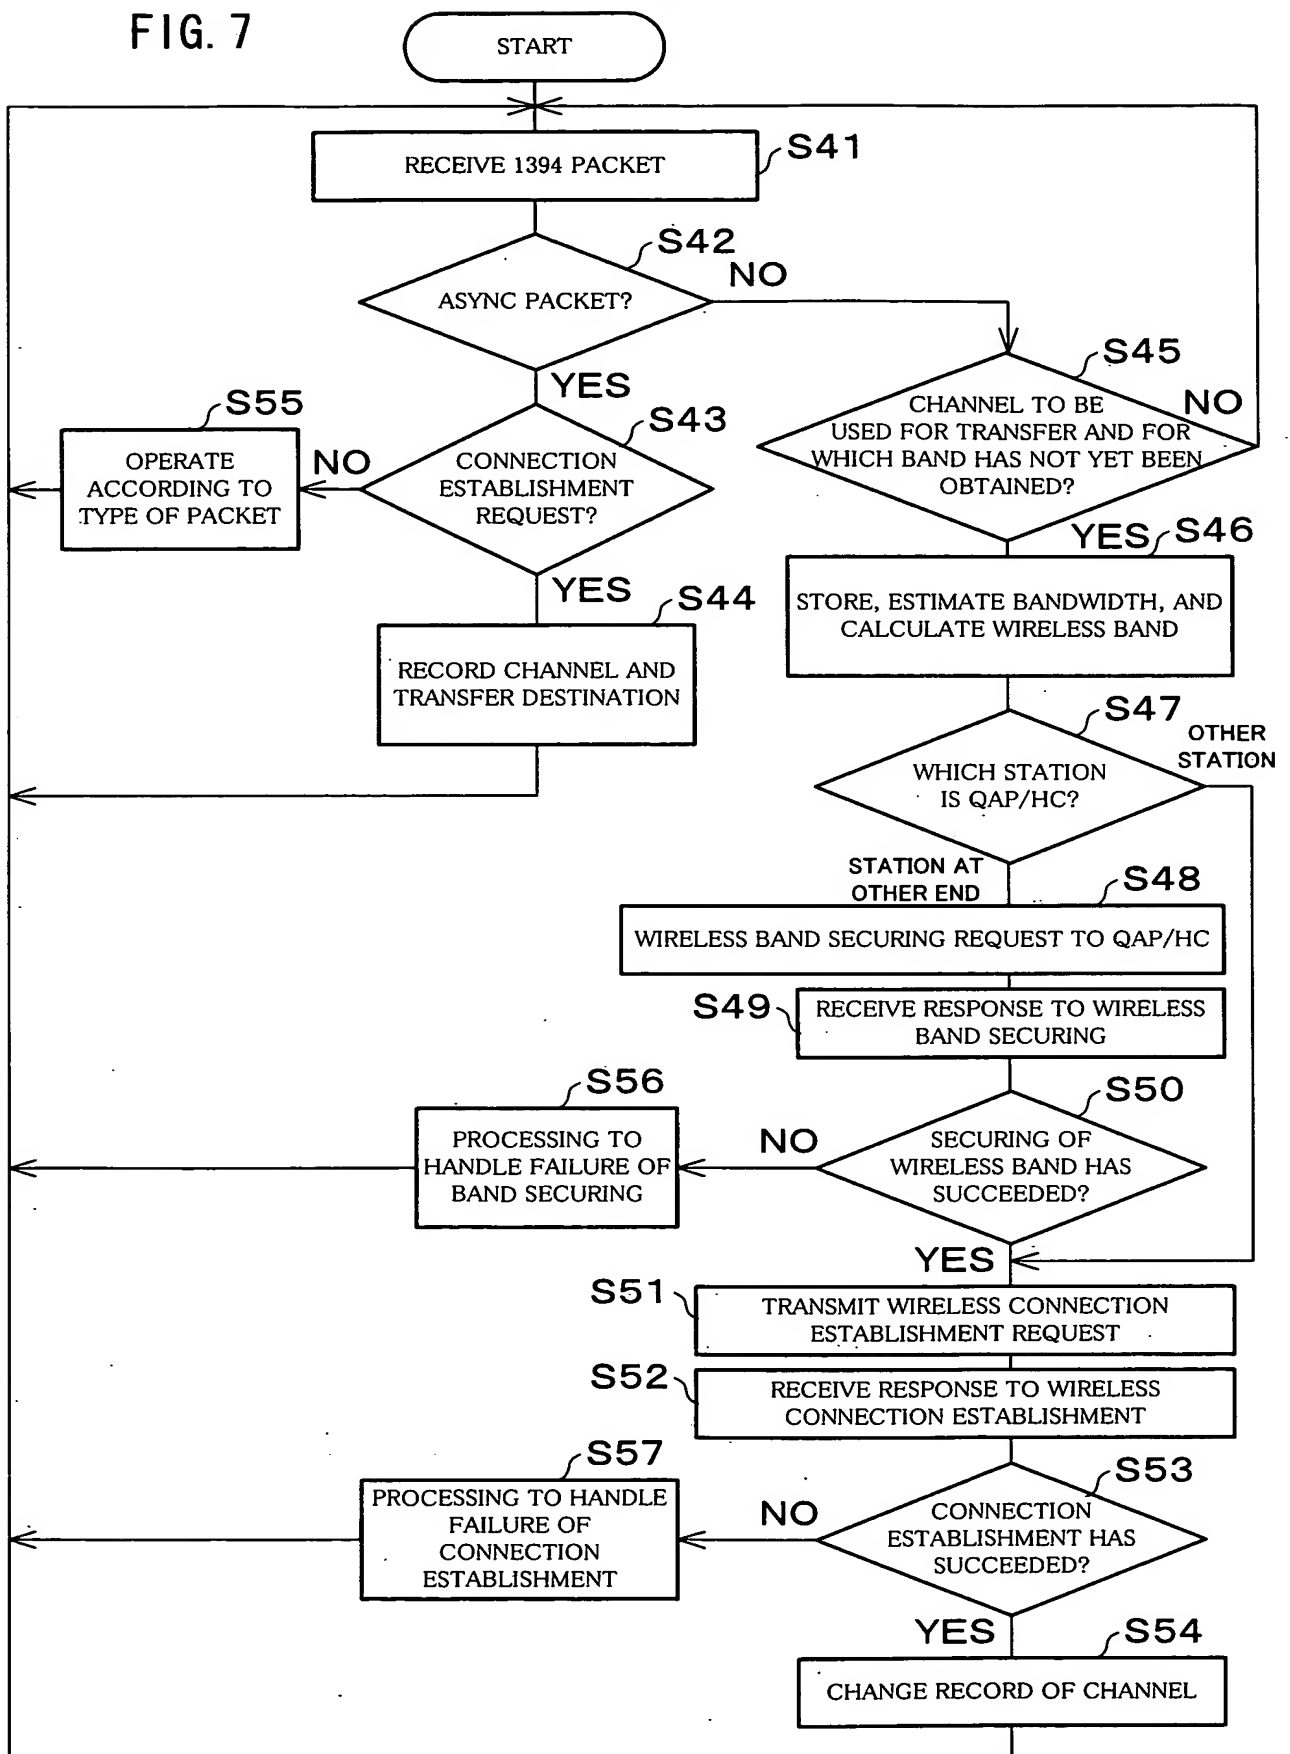 FIG. 7
START
RECEIVE 1394 PACKET
S41
S42
ASYNC PACKET?
NO
YES
S45
CHANNEL TO BE
USED FOR TRANSFER AND FOR
WHICH BAND HAS NOT YET BEEN
OBTAINED?
NO
S55
OPERATE
ACCORDING TO
TYPE OF PACKET
NO
S43
CONNECTION
ESTABLISHMENT
REQUEST?
YES
YES
S46
STORE, ESTIMATE BANDWIDTH, AND
CALCULATE WIRELESS BAND
S44
RECORD CHANNEL AND
TRANSFER DESTINATION
S47
WHICH STATION
IS QAP/HC?
OTHER
STATION
STATION AT
OTHER END
S48
WIRELESS BAND SECURING REQUEST TO QAP/HC
S49
RECEIVE RESPONSE TO WIRELESS
BAND SECURING
S56
PROCESSING TO
HANDLE FAILURE OF
BAND SECURING
NO
S50
SECURING OF
WIRELESS BAND HAS
SUCCEEDED?
YES
S51
TRANSMIT WIRELESS CONNECTION
ESTABLISHMENT REQUEST
S52
RECEIVE RESPONSE TO WIRELESS
CONNECTION ESTABLISHMENT
S57
PROCESSING TO HANDLE
FAILURE OF
CONNECTION
ESTABLISHMENT
NO
S53
CONNECTION
ESTABLISHMENT HAS
SUCCEEDED?
YES
S54
CHANGE RECORD OF CHANNEL